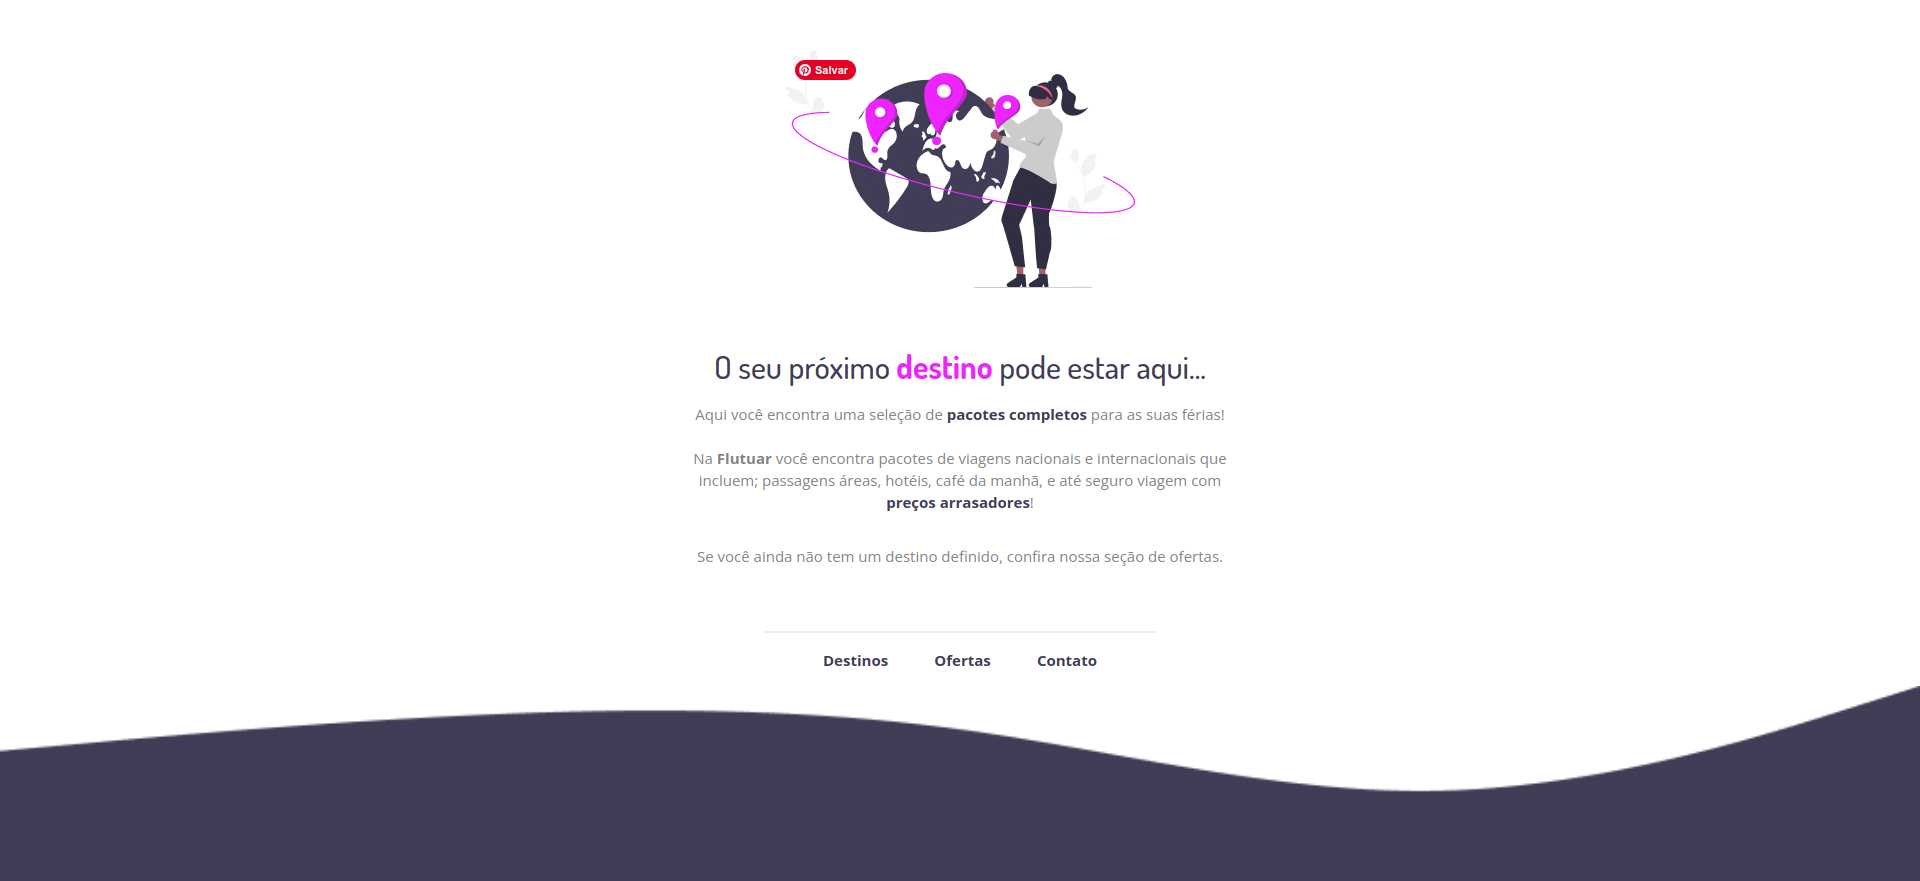 Salvar
O seu próximo destino pode estar aqui...
Aqui você encontra uma seleção de pacotes completos para as suas férias!
Na Flutuar você encontra pacotes de viagens nacionais e internacionais que
incluem; passagens áreas, hotéis, café da manhã, e até seguro viagem com
preços arrasadores!
Se você ainda não tem um destino definido, confira nossa seção de ofertas.
Destinos Ofertas Contato